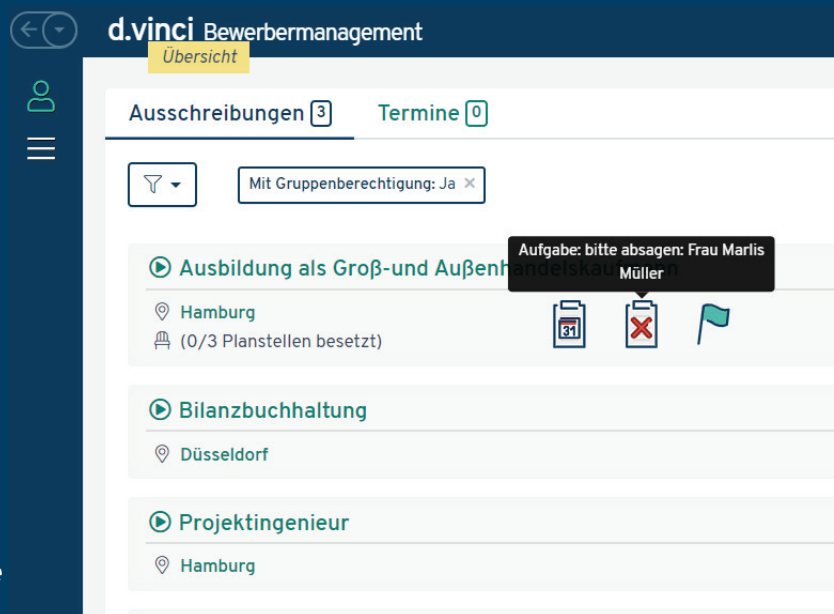 d.vinci Bewerbermanagement
Übersicht
Ausschreibungen 3
Termine 0
Mit Gruppenberechtigung: Ja ×
Aufgabe: bitte absagen: Frau Marlis
Müller
Ausbildung als Groß-und Außenhandelskaufmann
Hamburg
(0/3 Planstellen besetzt)
31
Bilanzbuchhaltung
Düsseldorf
Projektingenieur
Hamburg
e